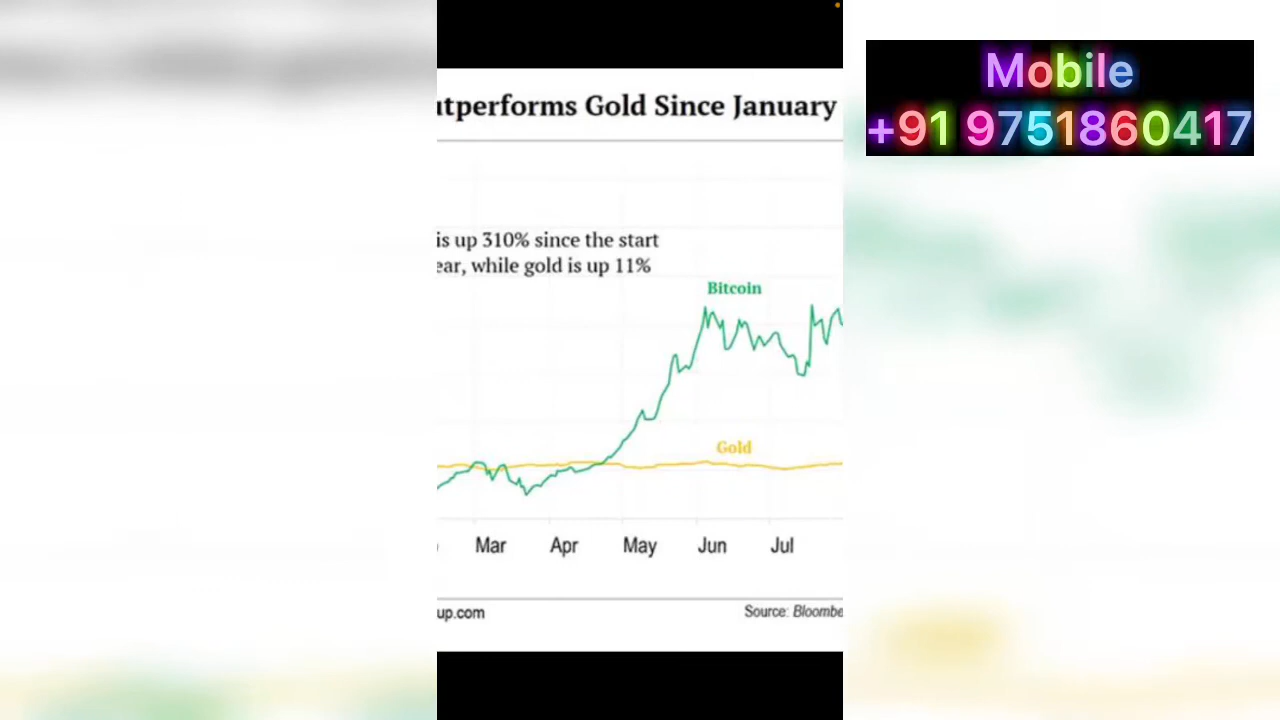 Mobile
+91 9751860417
utperforms Gold Since January
is up 310% since the start
ear, while gold is up 11%
Bitcoin
Gold
Mar Apr May Jun Jul
up.com
Source: Bloombe